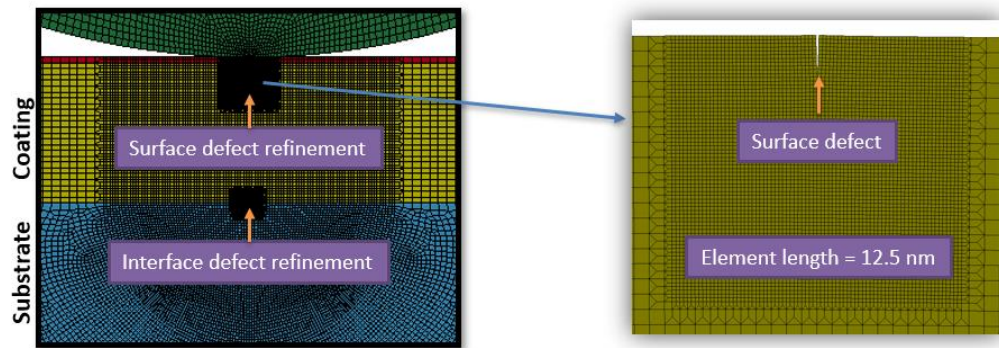 Coating
Substrate
Surface defect refinement
Interface defect refinement
Surface defect
Element length = 12.5 nm